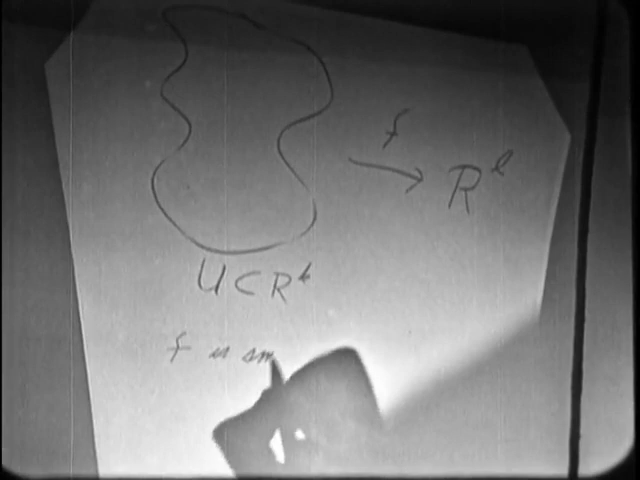 f
→ R^l
U ⊂ R^k
f is sm